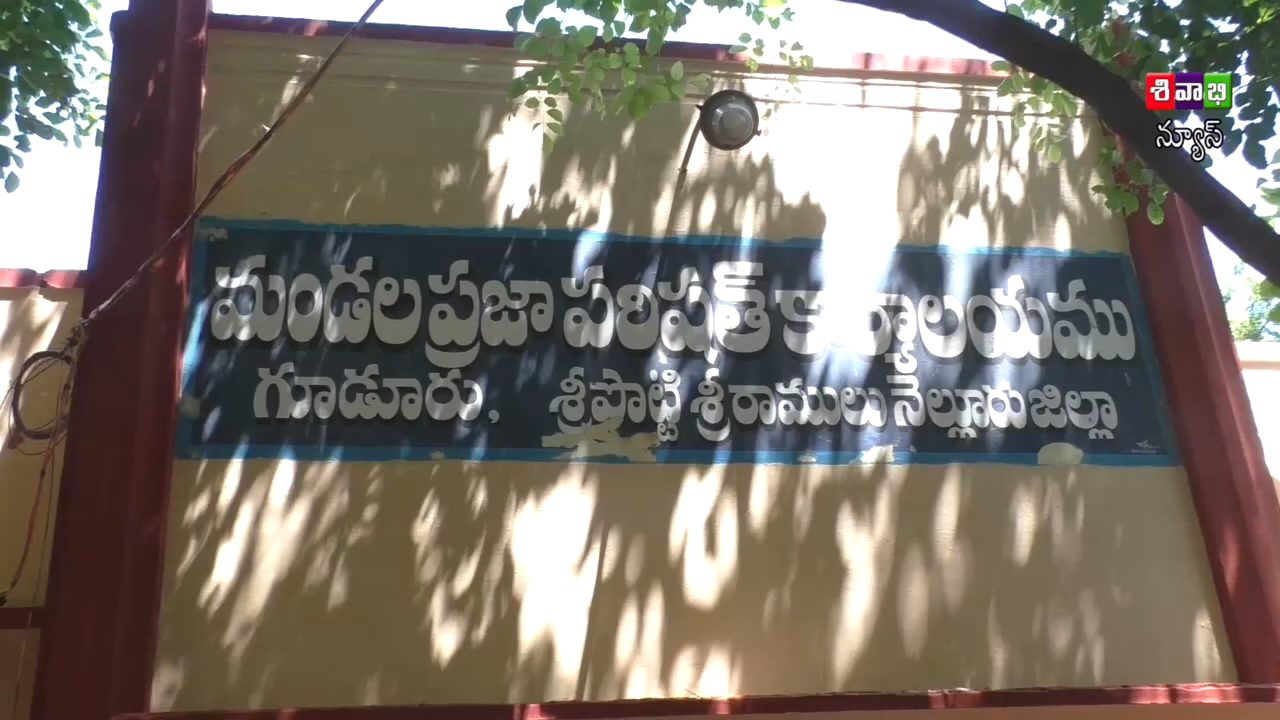 శివాభి
న్యూస్
మండల ప్రజా పరిషత్ కార్యాలయము
గూడూరు, శ్రీపొట్టి శ్రీరాములు నెల్లూరు జిల్లా